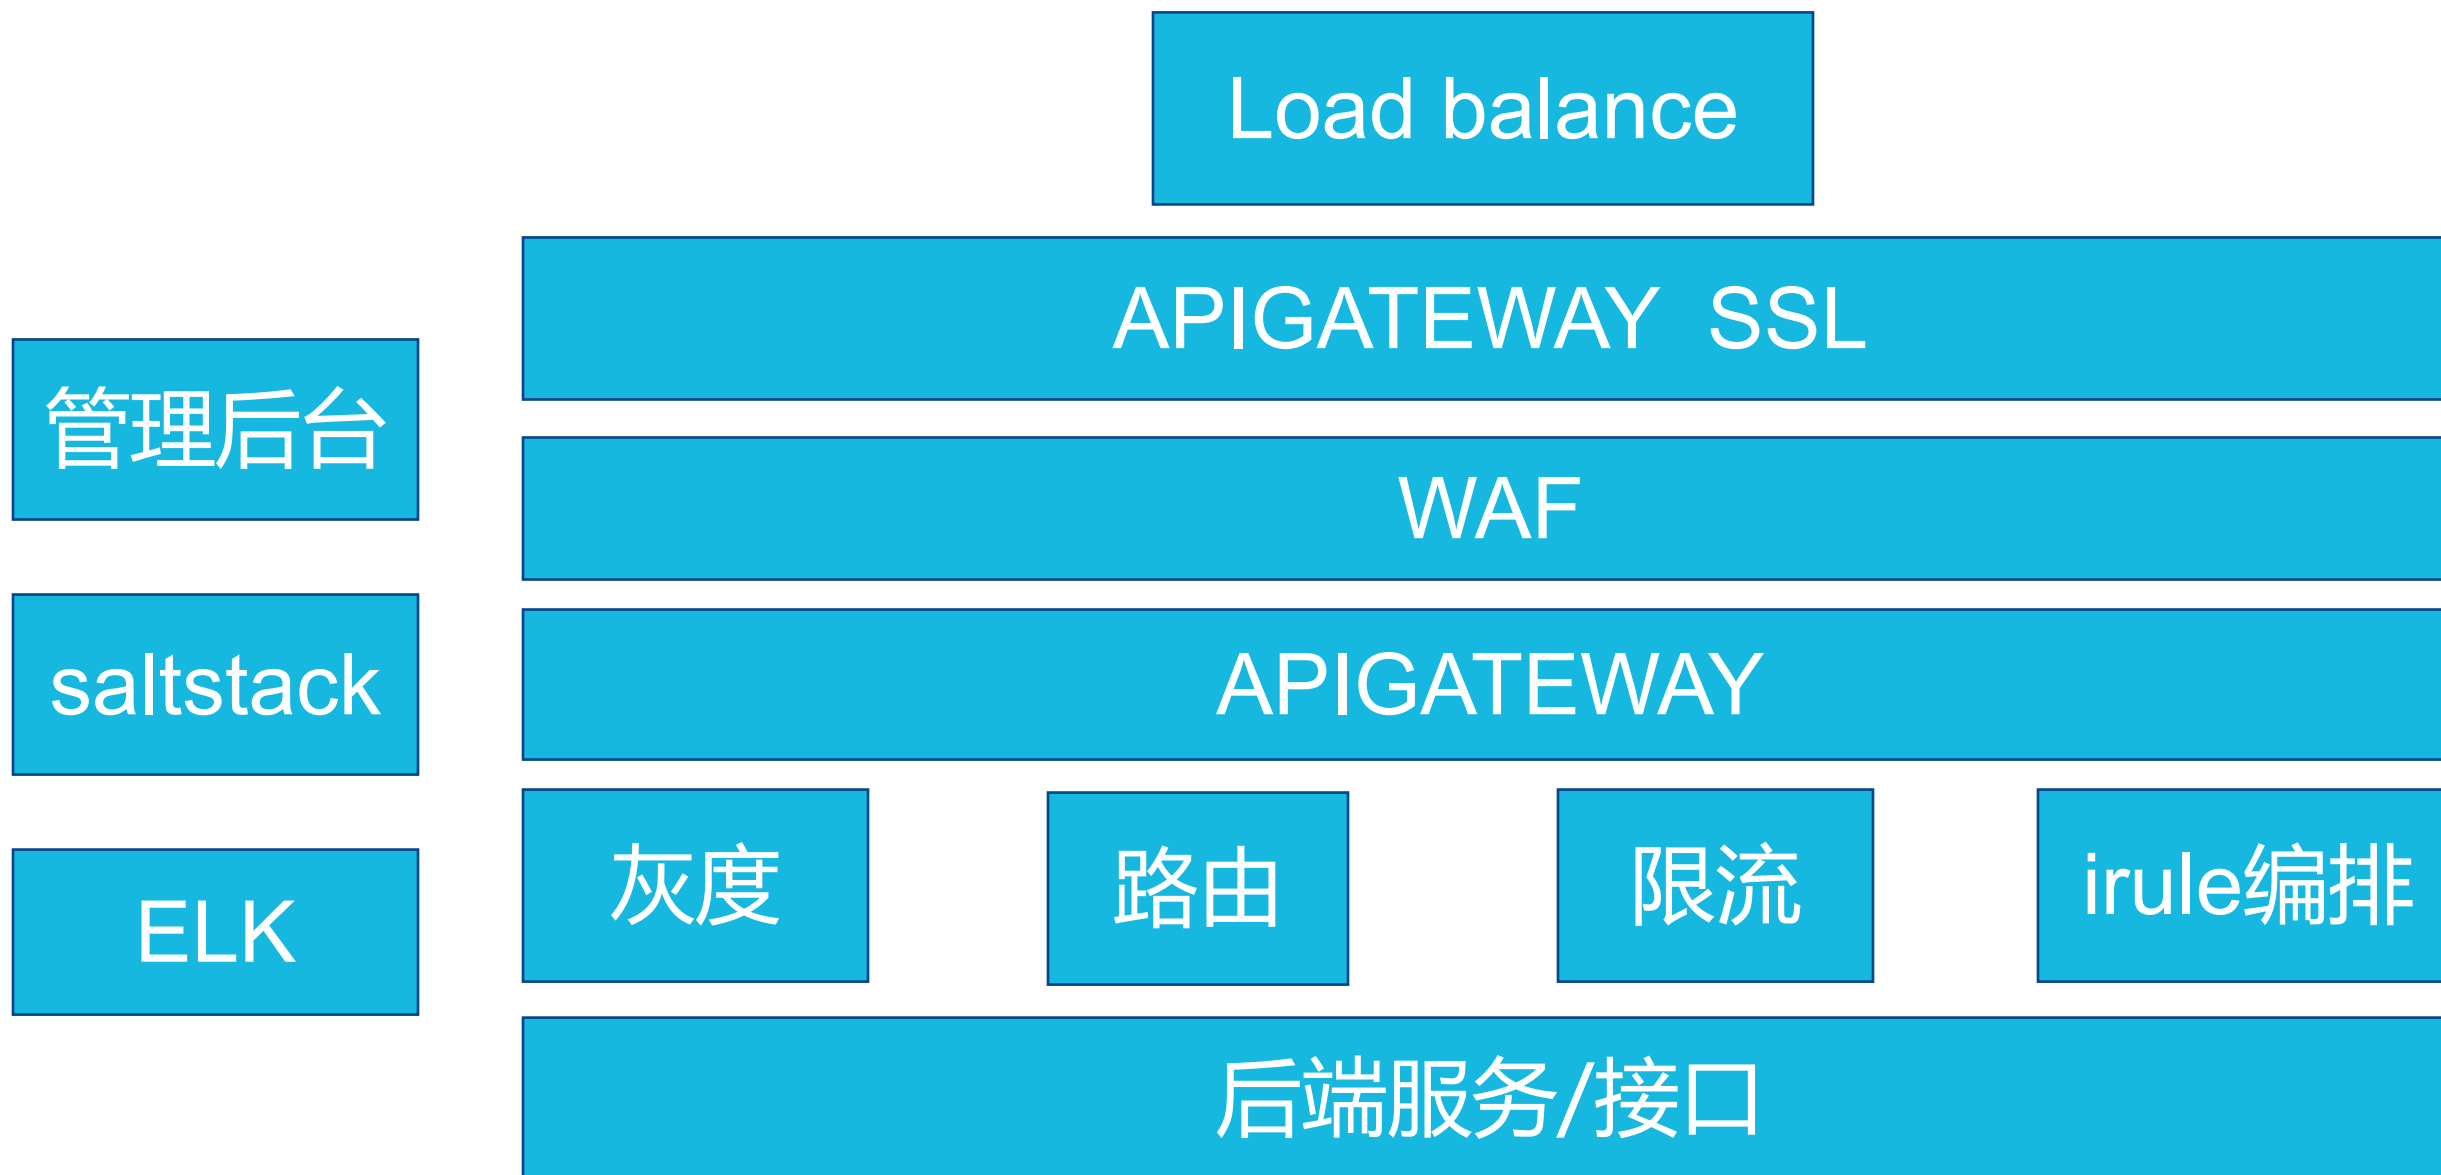 Load balance
APIGATEWAY  SSL
管理后台
WAF
saltstack
APIGATEWAY
ELK
灰度
路由
限流
irule编排
后端服务/接口